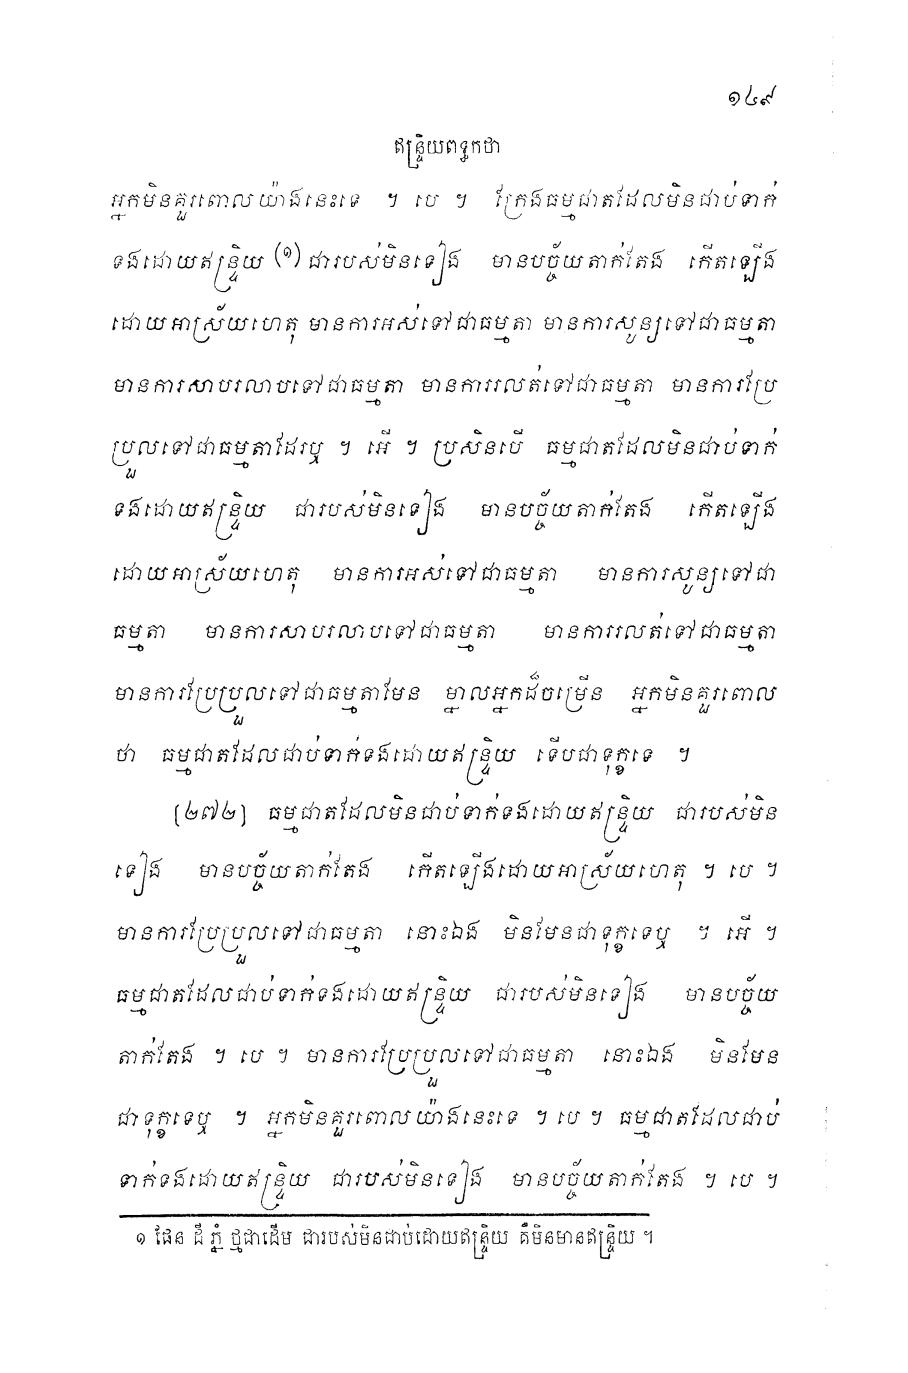 ១៤៩
ឥន្ទ្រិយពទ្ធកថា
អ្នកមិនគួរពោលយ៉ាងនេះទេ ។ បេ ។ ក្រែងធម្មជាតដែលមិនជាប់ទាក់
ទងដោយឥន្ទ្រិយ (១) ជារបស់មិនទៀង មានបច្ច័យតាក់តែង កើតឡើង
ដោយអាស្រ័យហេតុ មានការអស់ទៅជាធម្មតា មានការសូន្យទៅជាធម្មតា
មានការសាបរលាបទៅជាធម្មតា មានការរលត់ទៅជាធម្មតា មានការប្រែ
ប្រួលទៅជាធម្មតាដែរឬ ។ អើ ។ ប្រសិនបើ ធម្មជាតដែលមិនជាប់ទាក់
ទងដោយឥន្ទ្រិយ ជារបស់មិនទៀង មានបច្ច័យតាក់តែង កើតឡើង
ដោយអាស្រ័យហេតុ មានការអស់ទៅជាធម្មតា មានការសូន្យទៅជា
ធម្មតា មានការសាបរលាបទៅជាធម្មតា មានការរលត់ទៅជាធម្មតា
មានការប្រែប្រួលទៅជាធម្មតាមែន ម្នាលអ្នកដ៏ចម្រើន អ្នកមិនគួរពោល
ថា ធម្មជាតដែលជាប់ទាក់ទងដោយឥន្ទ្រិយ ទើបជាទុក្ខទេ ។
[២៧២] ធម្មជាតដែលមិនជាប់ទាក់ទងដោយឥន្ទ្រិយ ជារបស់មិន
ទៀង មានបច្ច័យតាក់តែង កើតឡើងដោយអាស្រ័យហេតុ ។ បេ ។
មានការប្រែប្រួលទៅជាធម្មតា នោះឯង មិនមែនជាទុក្ខទេឬ ។ អើ ។
ធម្មជាតដែលជាប់ទាក់ទងដោយឥន្ទ្រិយ ជារបស់មិនទៀង មានបច្ច័យ
តាក់តែង ។ បេ ។ មានការប្រែប្រួលទៅជាធម្មតា នោះឯង មិនមែន
ជាទុក្ខទេឬ ។ អ្នកមិនគួរពោលយ៉ាងនេះទេ ។ បេ ។ ធម្មជាតដែលជាប់
ទាក់ទងដោយឥន្ទ្រិយ ជារបស់មិនទៀង មានបច្ច័យតាក់តែង ។ បេ ។
១ ផែន ដី ភ្នំ ថ្មជាដើម ជារបស់មិនជាប់ដោយឥន្ទ្រិយ គឺមិនមានឥន្ទ្រិយ ។